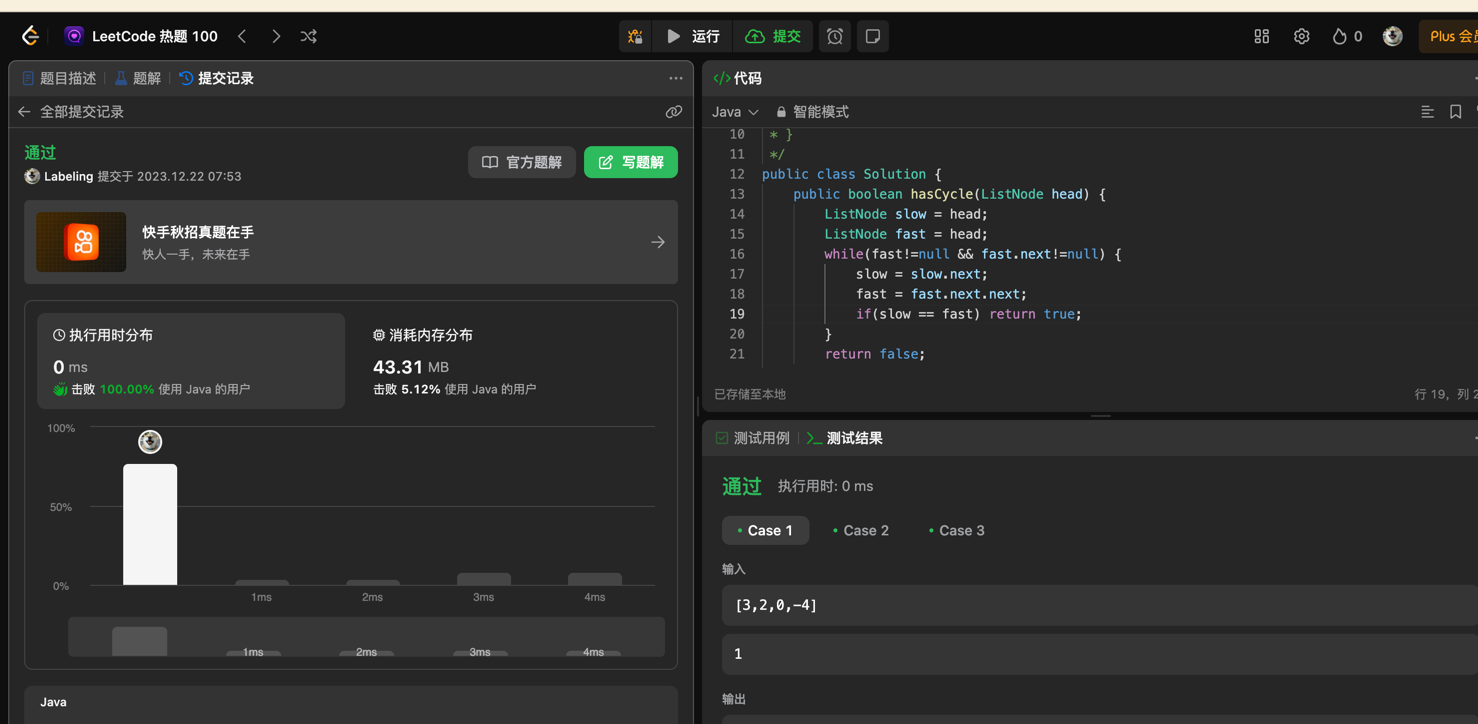 LeetCode 热题 100
运行
提交
0
Plus 会员
题目描述
题解
提交记录
全部提交记录
通过
Labeling 提交于 2023.12.22 07:53
官方题解
写题解
快手秋招真题在手
快人一手，未来在手
执行用时分布
0 ms
击败 100.00% 使用 Java 的用户
消耗内存分布
43.31 MB
击败 5.12% 使用 Java 的用户
100%
50%
0%
1ms
2ms
3ms
4ms
1ms
2ms
3ms
4ms
Java
</> 代码
Java
智能模式
10 * }
11 */
12 public class Solution {
13     public boolean hasCycle(ListNode head) {
14         ListNode slow = head;
15         ListNode fast = head;
16         while(fast!=null && fast.next!=null) {
17             slow = slow.next;
18             fast = fast.next.next;
19             if(slow == fast) return true;
20         }
21         return false;
已存储至本地
行 19，列 2
测试用例
>_ 测试结果
通过 执行用时: 0 ms
Case 1
Case 2
Case 3
输入
[3,2,0,-4]
1
输出